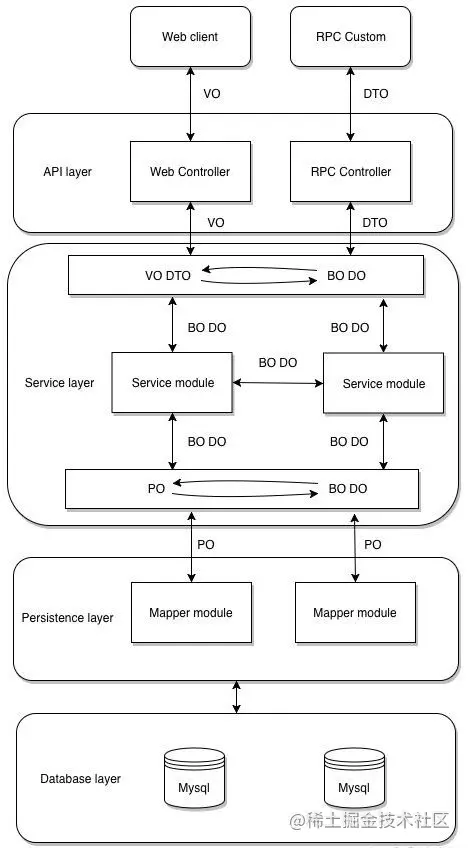 Web client
RPC Custom
VO
DTO
API layer
Web Controller
RPC Controller
VO
DTO
VO DTO
BO DO
BO DO
BO DO
Service layer
Service module
BO DO
Service module
BO DO
BO DO
PO
BO DO
PO
PO
Persistence layer
Mapper module
Mapper module
Database layer
Mysql
Mysql
@稀土掘金技术社区